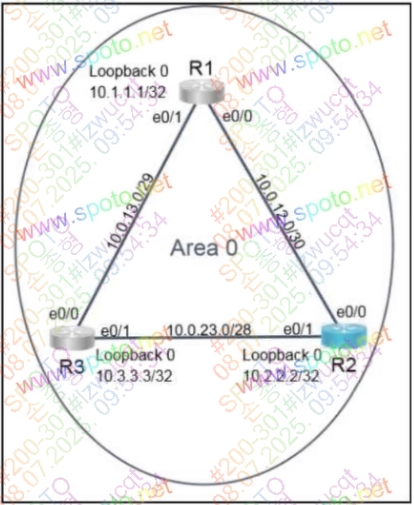 R1
Loopback 0
10.1.1.1/32
e0/1
e0/0
10.0.13.0/29
10.0.12.0/30
Area 0
e0/0
e0/0
e0/1
10.0.23.0/28
e0/1
R3
R2
Loopback 0
10.3.3.3/32
Loopback 0
10.2.2.2/32
www.spoto.net
#200-301#lzwucqt
08.07.2025. 09:54:34